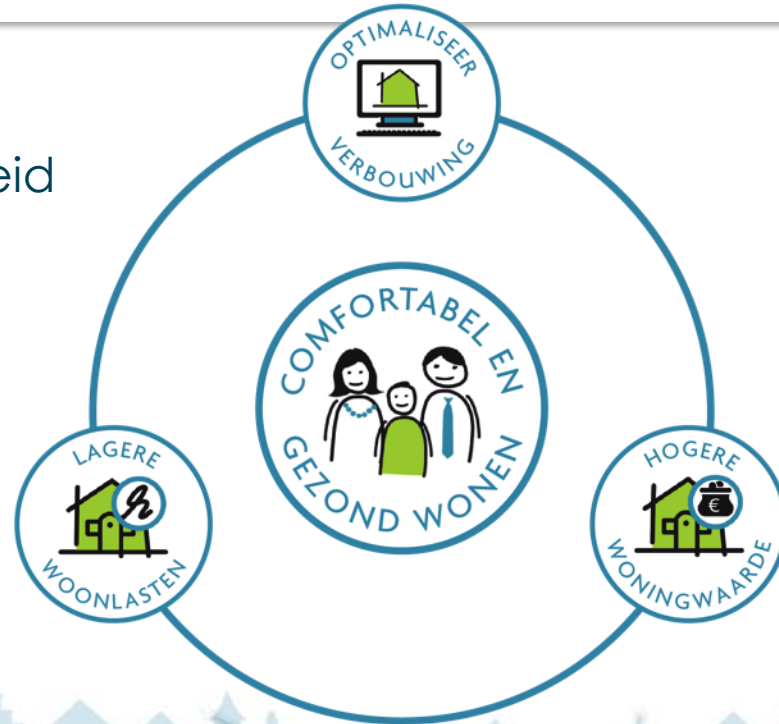 OPTIMALISEER
VERBOUWING
eid
COMFORTABEL EN
GEZOND WONEN
LAGERE
WOONLASTEN
HOGERE
€
WONINGWAARDE